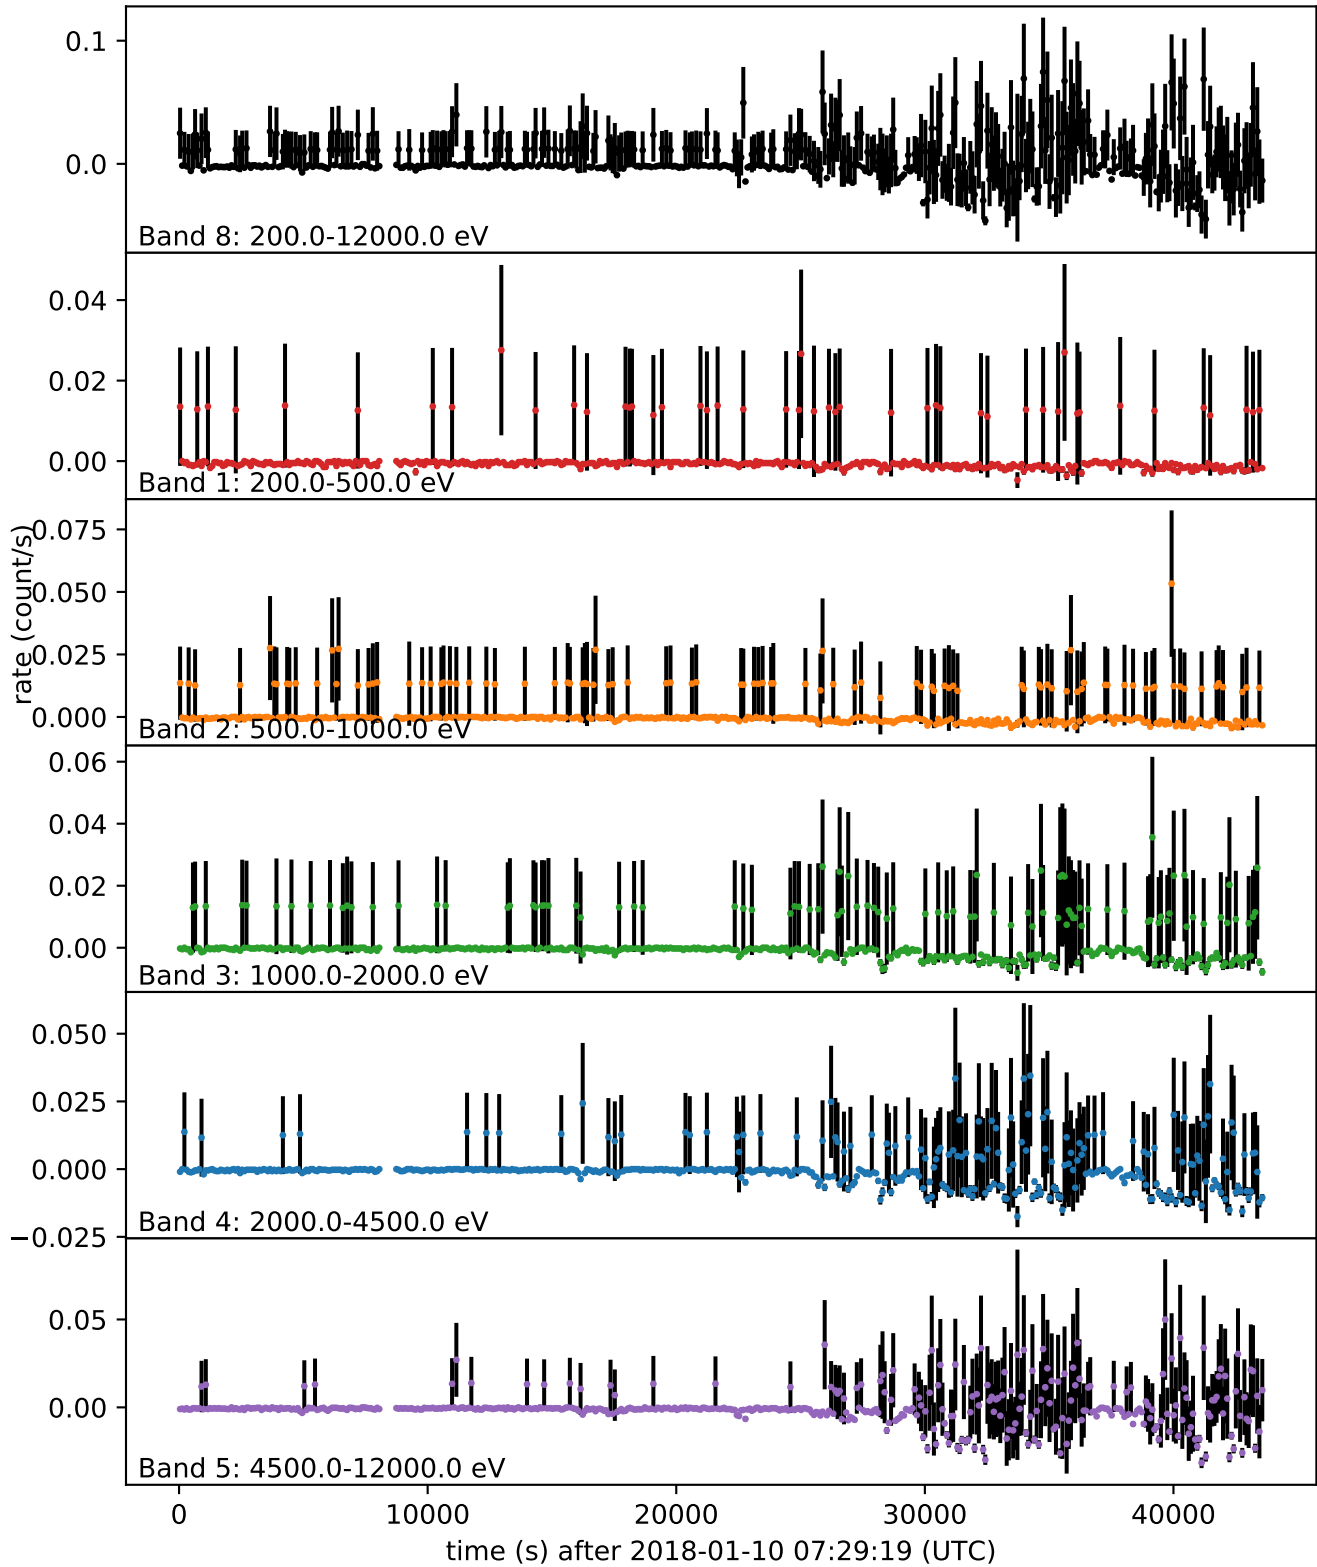 0.1
0.0
Band 8: 200.0-12000.0 eV
0.04
0.02
0.00
Band 1: 200.0-500.0 eV
0.075
0.050
0.025
0.000
Band 2: 500.0-1000.0 eV
rate (count/s)
0.06
0.04
0.02
0.00
Band 3: 1000.0-2000.0 eV
0.050
0.025
0.000
−0.025
Band 4: 2000.0-4500.0 eV
0.05
0.00
Band 5: 4500.0-12000.0 eV
0 10000 20000 30000 40000
time (s) after 2018-01-10 07:29:19 (UTC)